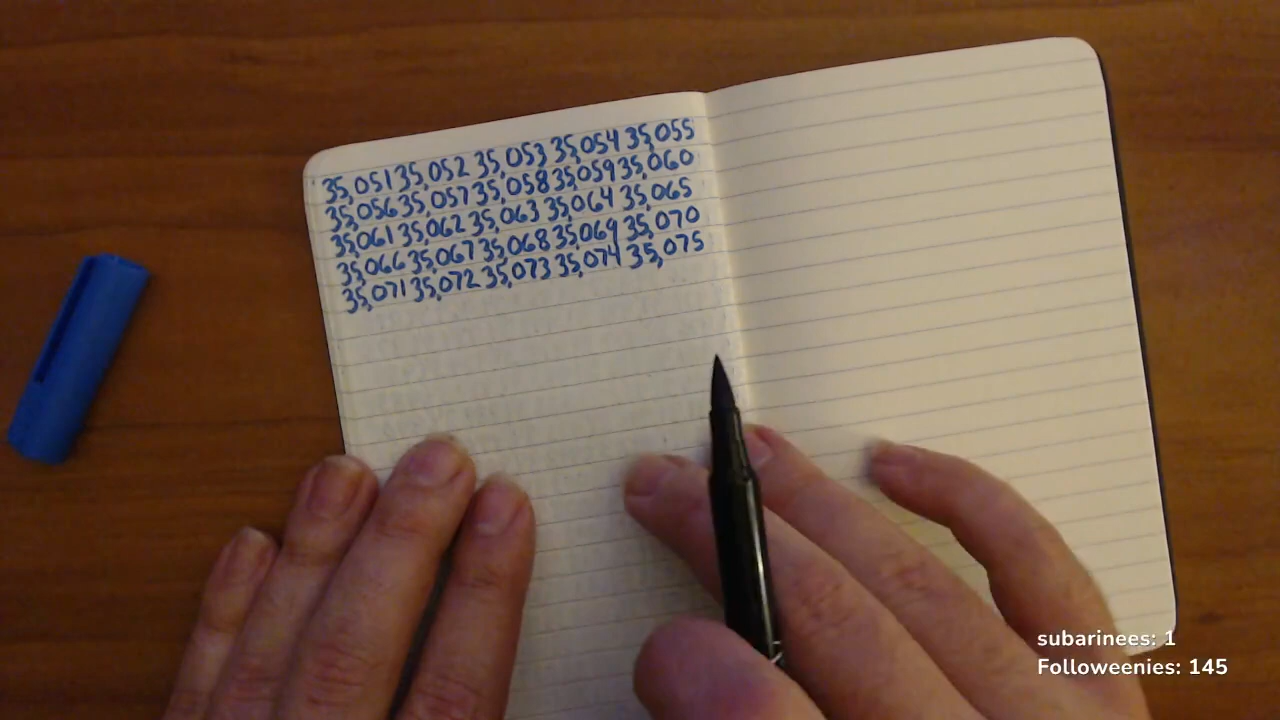 35,051 35,052 35,053 35,054 35,055
35,056 35,057 35,058 35,059 35,060
35,061 35,062 35,063 35,064 35,065
35,066 35,067 35,068 35,069 35,070
35,071 35,072 35,073 35,074 35,075
subarinees: 1
Followeenies: 145